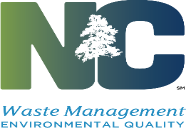 NC
SM
Waste Management
ENVIRONMENTAL QUALITY